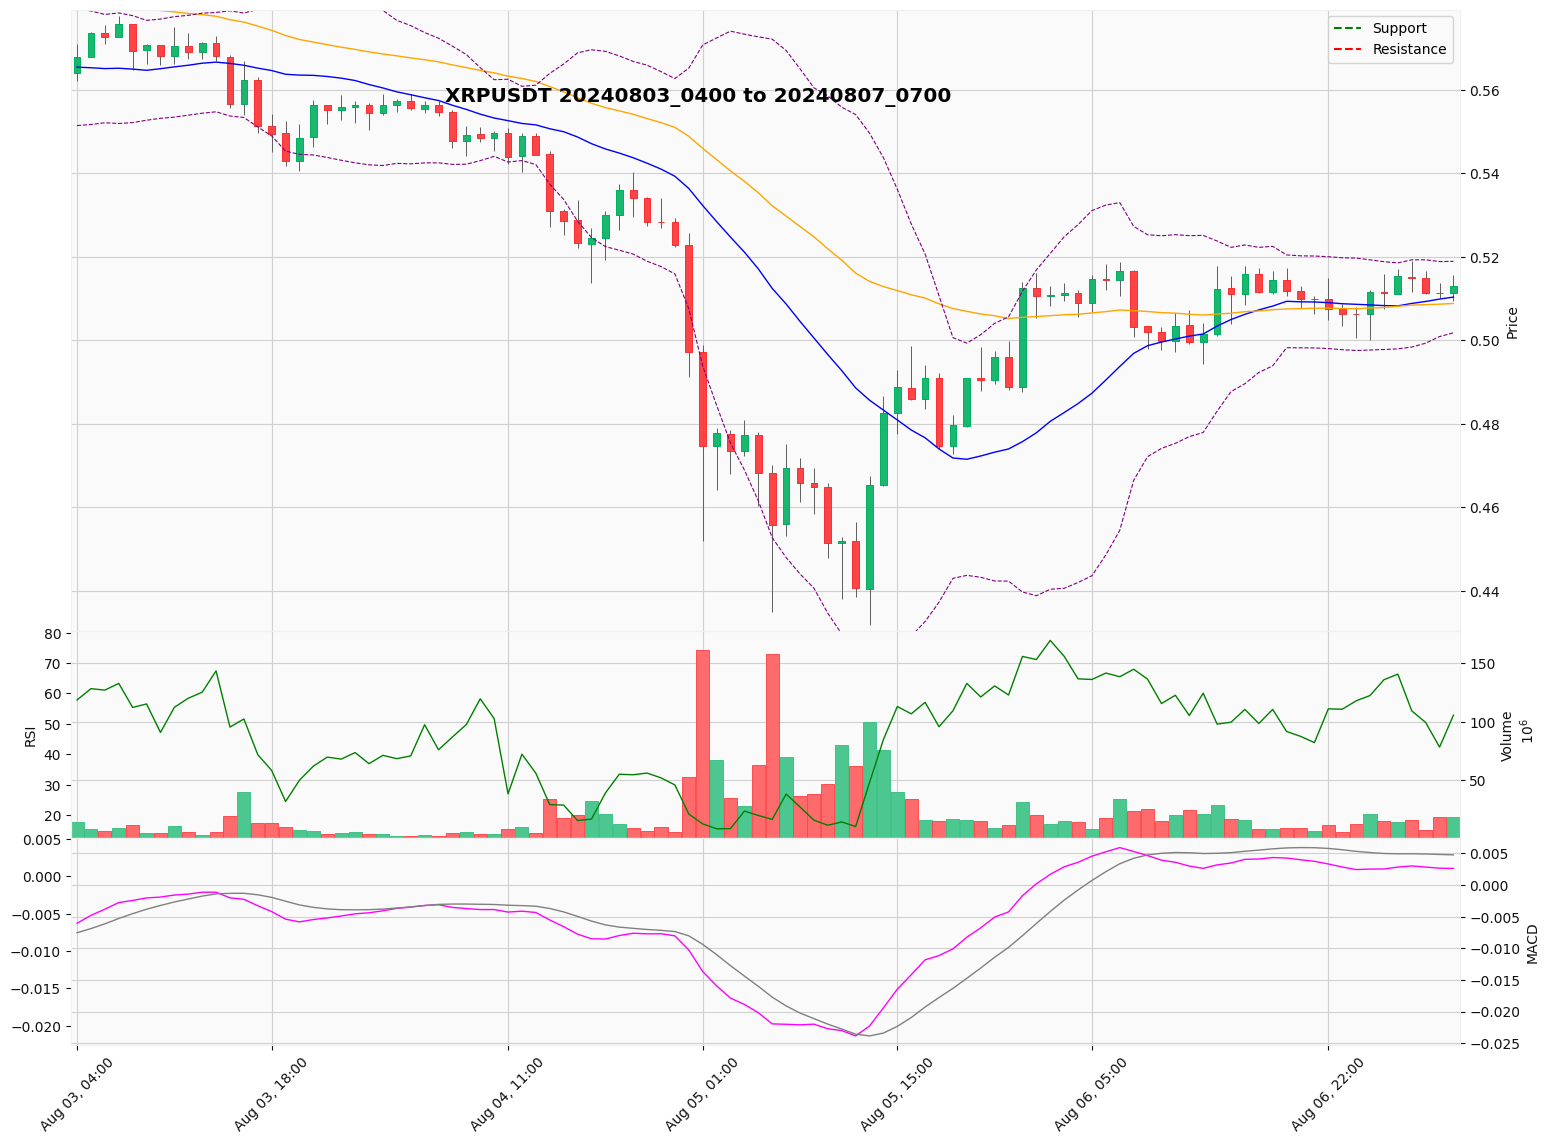 Support
Resistance
XRPUSDT 20240803_0400 to 20240807_0700
0.56
0.54
0.52
0.50
0.48
0.46
0.44
Price
80
70
60
50
40
30
20
RSI
150
100
50
Volume
10^6
0.005
0.000
−0.005
−0.010
−0.015
−0.020
0.005
0.000
−0.005
−0.010
−0.015
−0.020
−0.025
MACD
Aug 03, 04:00
Aug 03, 18:00
Aug 04, 11:00
Aug 05, 01:00
Aug 05, 15:00
Aug 06, 05:00
Aug 06, 22:00